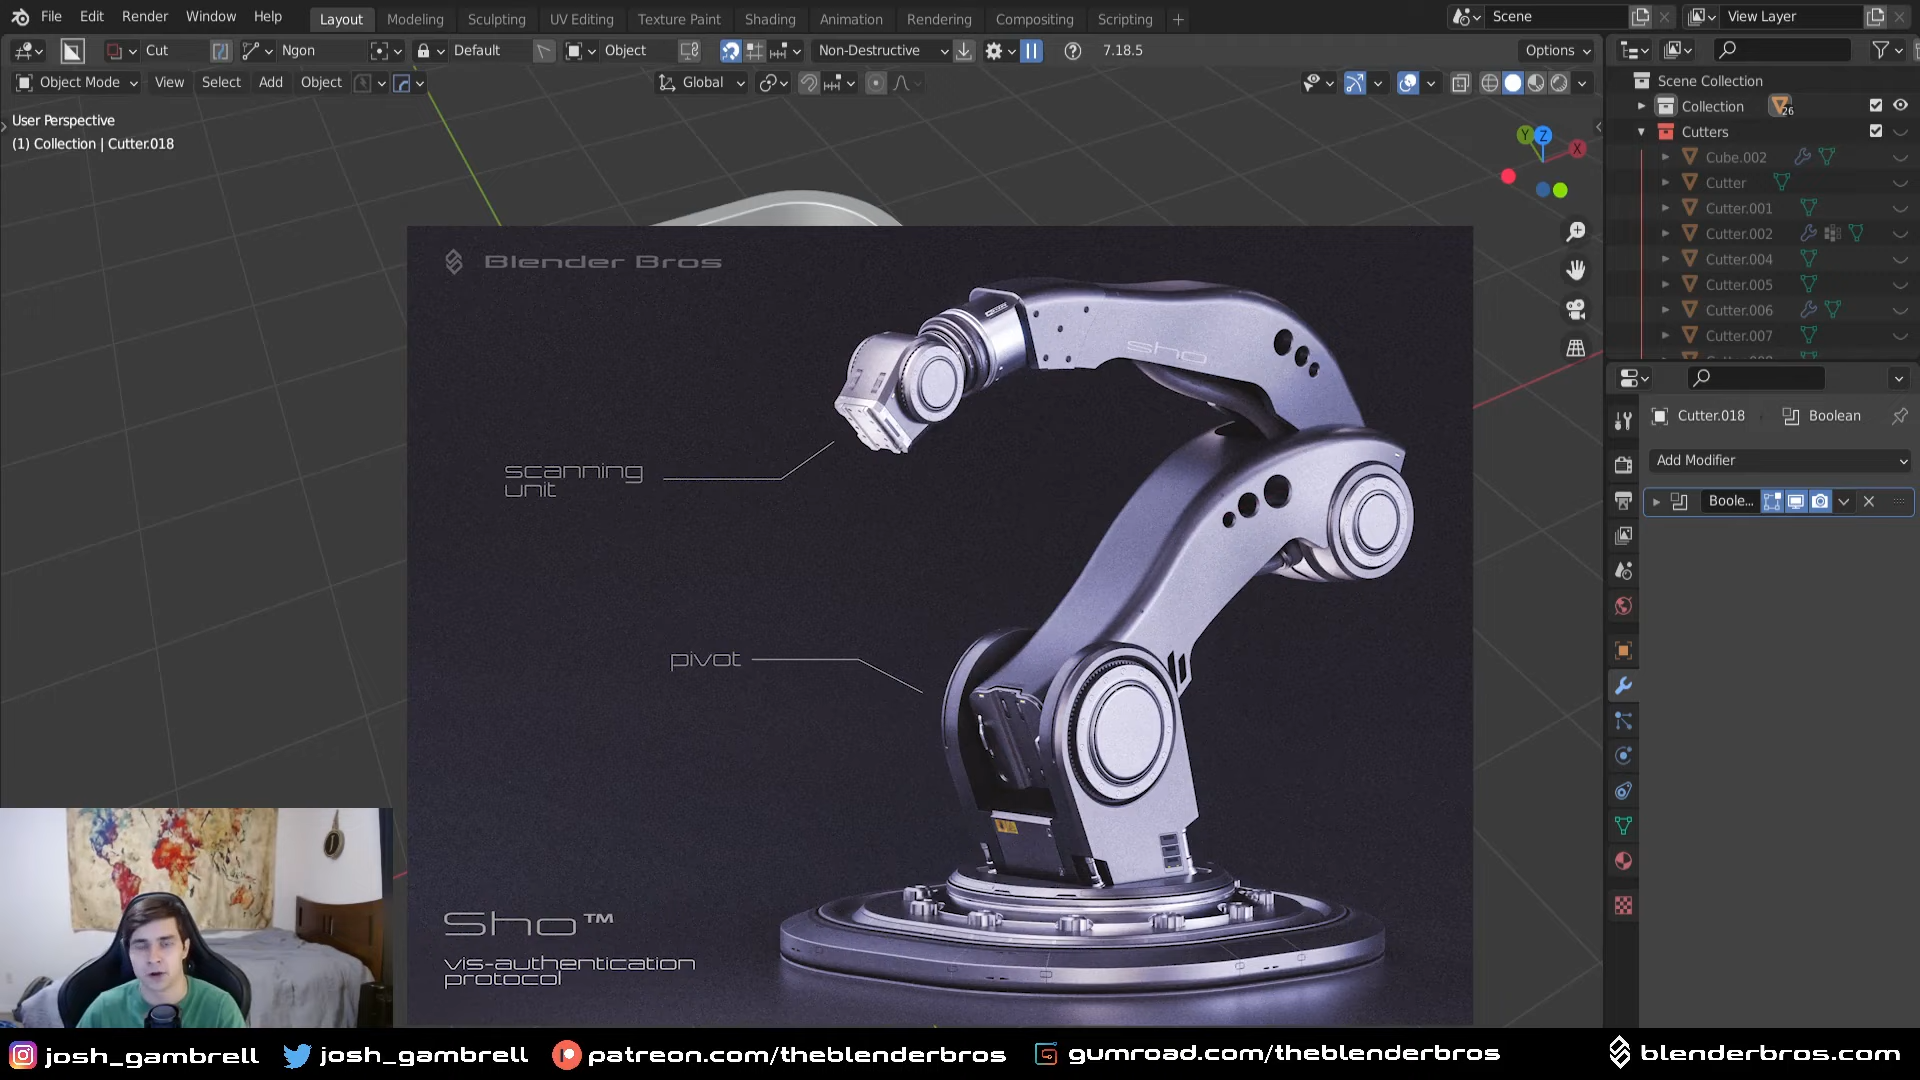 File Edit Render Window Help Layout Modeling Sculpting UV Editing Texture Paint Shading Animation Rendering Compositing Scripting + Scene View Layer
Cut Ngon Default Object Non-Destructive 7.18.5 Options
Object Mode View Select Add Object Global
User Perspective
(1) Collection | Cutter.018
Y Z X
Scene Collection
Collection 26
Cutters
Cube.002
Cutter
Cutter.001
Cutter.002
Cutter.004
Cutter.005
Cutter.006
Cutter.007
Cutter.018 Boolean
Add Modifier
Boole...
Blender Bros
sho
scanning
unit
pivot
Sho™
vis-authentication
protocol
josh_gambrell josh_gambrell patreon.com/theblenderbros gumroad.com/theblenderbros blenderbros.com